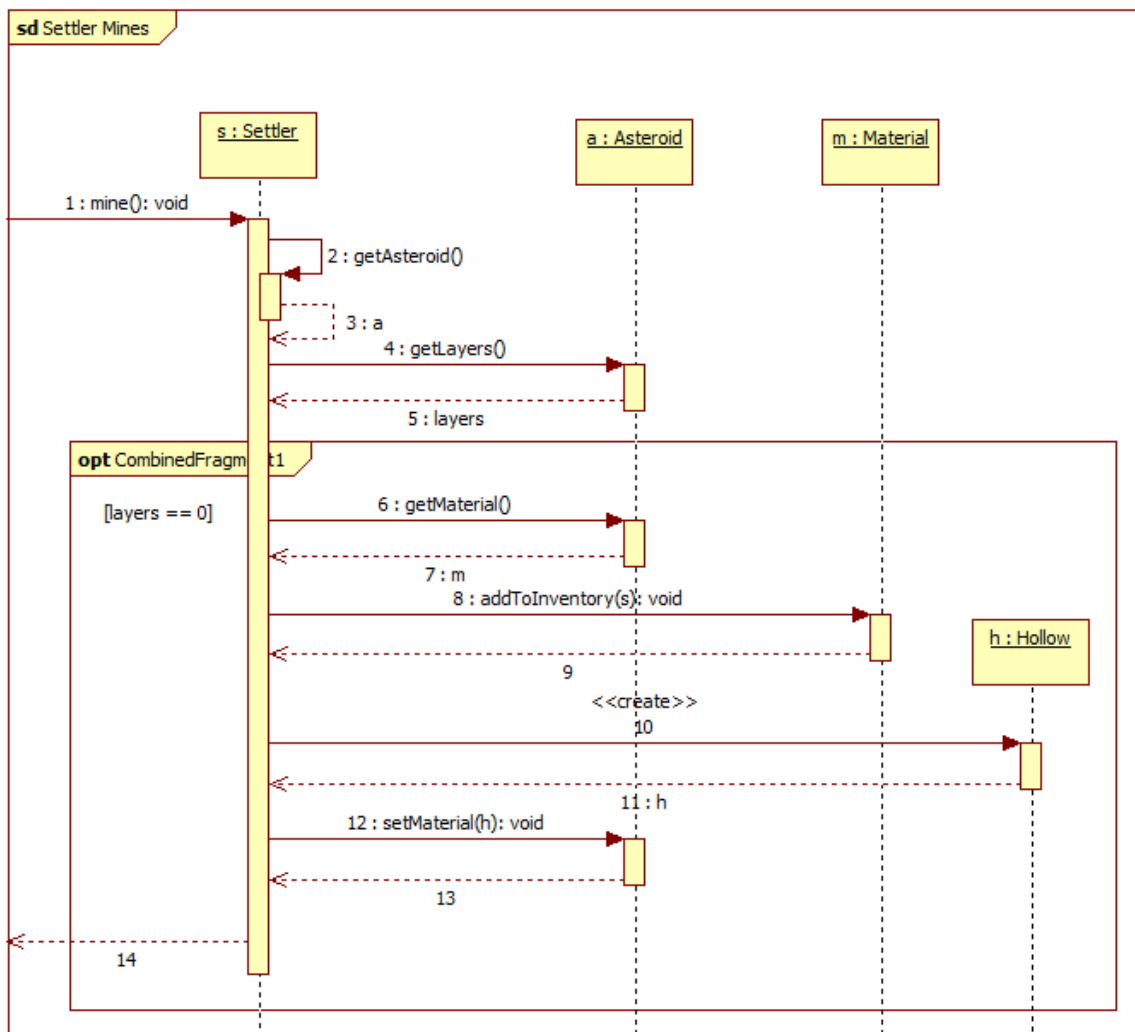 sd Settler Mines
s : Settler
a : Asteroid
m : Material
1 : mine(): void
2 : getAsteroid()
3 : a
4 : getLayers()
5 : layers
opt CombinedFragment1
[layers == 0]
6 : getMaterial()
7 : m
8 : addToInventory(s): void
9
h : Hollow
<<create>>
10
11 : h
12 : setMaterial(h): void
13
14